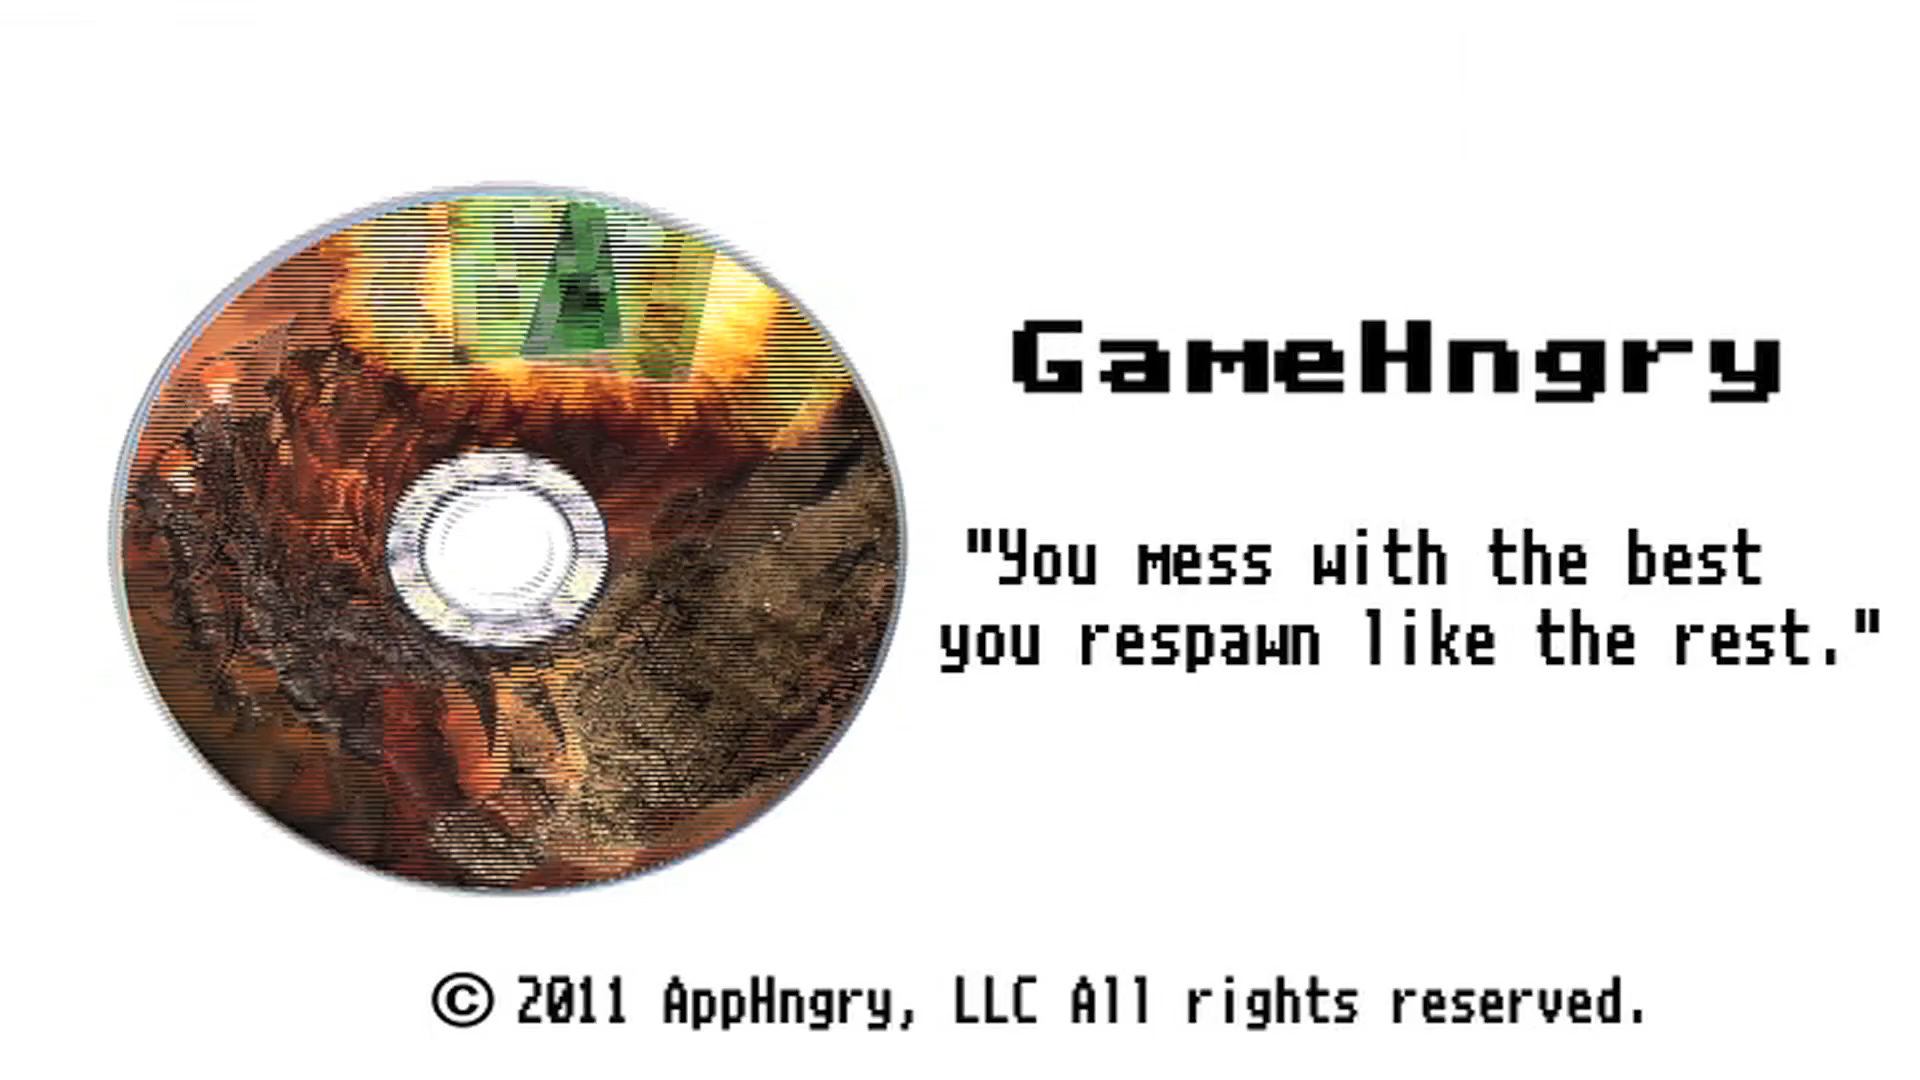 GameHngry
"You mess with the best
you respawn like the rest."
© 2011 AppHngry, LLC All rights reserved.